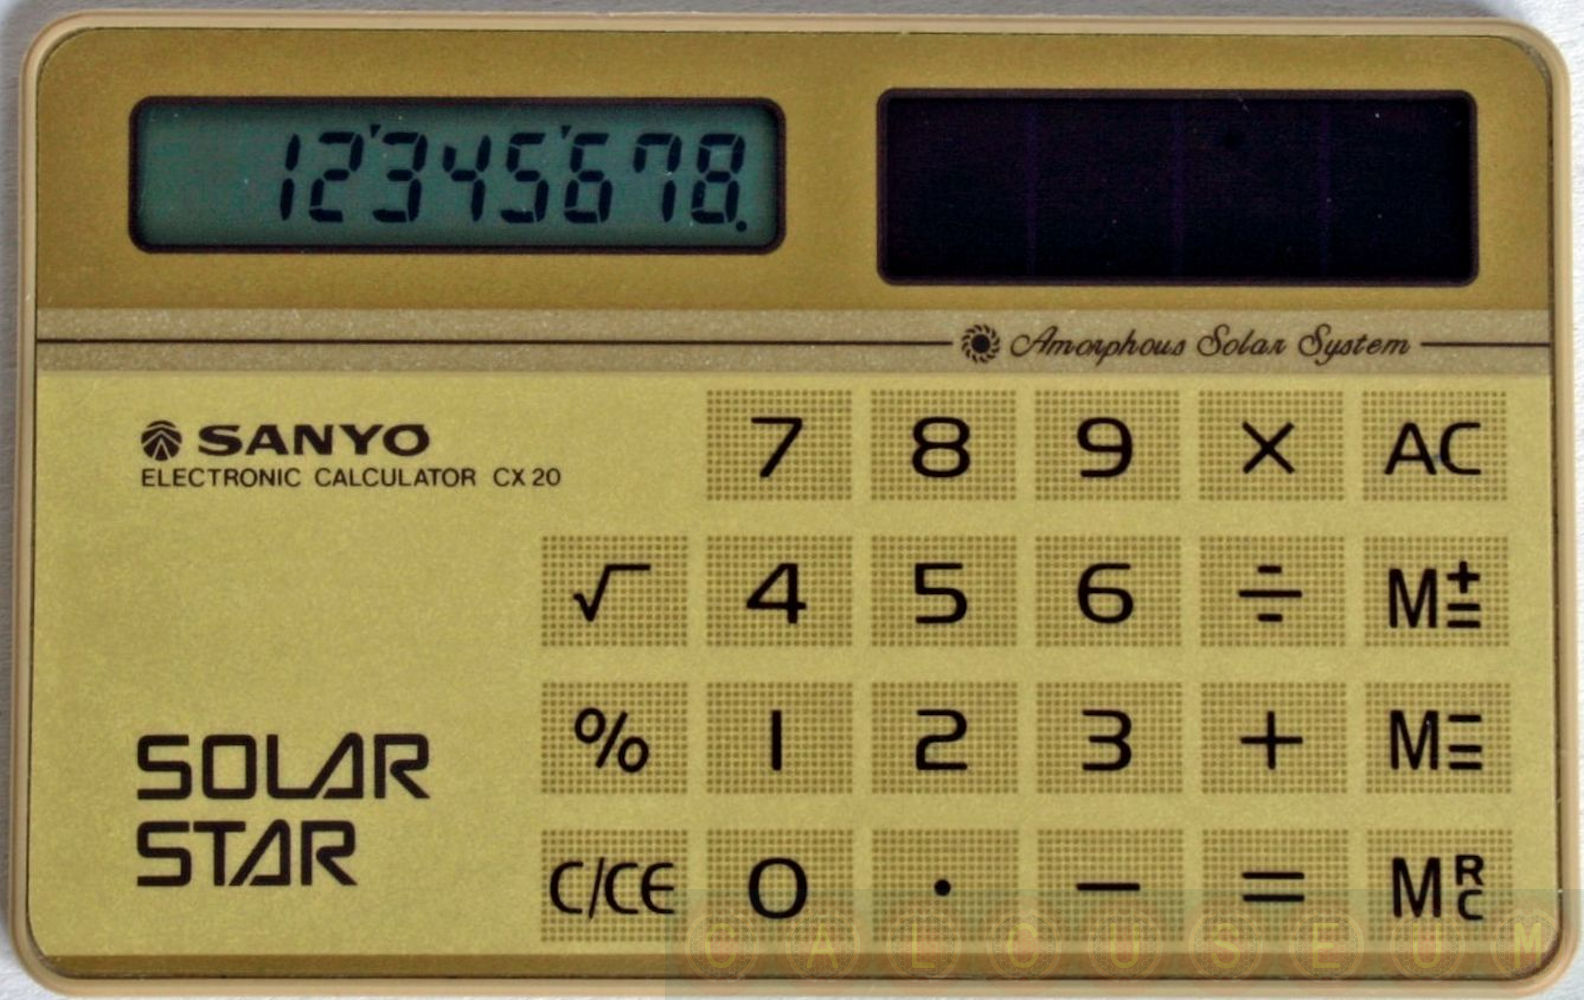 12'345'678.
Amorphous Solar System
SANYO
ELECTRONIC CALCULATOR CX 20
7 8 9 × AC
√ 4 5 6 ÷ M±=
% 1 2 3 + M−=
C/CE 0 · − = MRC
SOLAR
STAR
CALCUSEUM